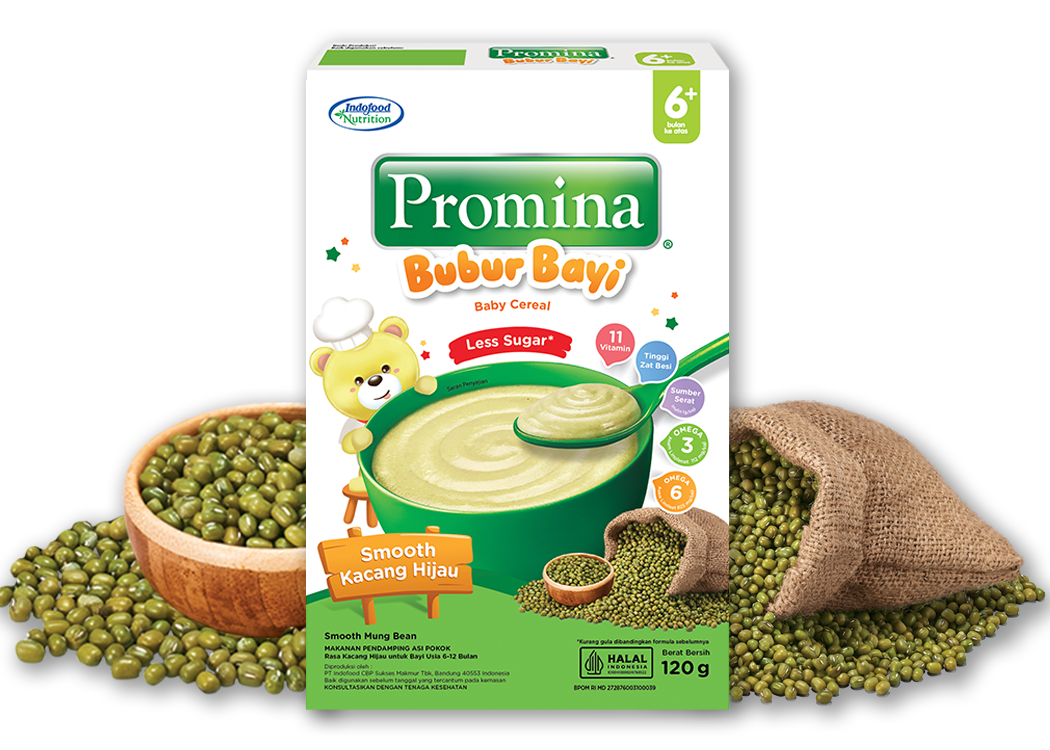 Promina
Bubur Bayi
6+
Indofood
Nutrition
6+
bulan
ke atas
Promina
®
Bubur Bayi
Baby Cereal
Less Sugar*
11
Vitamin
Tinggi
Zat Besi
Sumber
Serat
OMEGA
3
OMEGA
6
Saran Penyajian
Smooth
Kacang Hijau
Smooth Mung Bean
MAKANAN PENDAMPING ASI POKOK
Rasa Kacang Hijau untuk Bayi Usia 6-12 Bulan
Diproduksi oleh :
PT Indofood CBP Sukses Makmur Tbk, Bandung 40553 Indonesia
Baik digunakan sebelum tanggal yang tercantum pada kemasan
KONSULTASIKAN DENGAN TENAGA KESEHATAN
*Kurang gula dibandingkan formula sebelumnya
HALAL
INDONESIA
Berat Bersih
120 g
BPOM RI MD 272876003100039